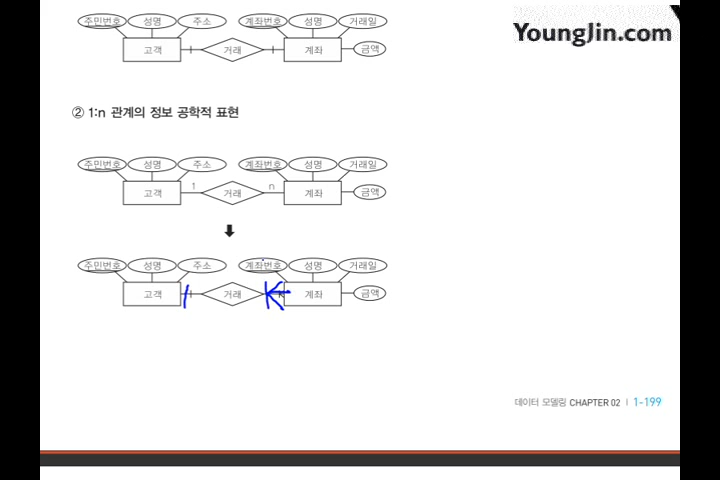 YoungJin.com
주민번호 성명 주소 계좌번호 성명 거래일
고객 거래 계좌 금액
② 1:n 관계의 정보 공학적 표현
주민번호 성명 주소 계좌번호 성명 거래일
고객 1 거래 n 계좌 금액
주민번호 성명 주소 계좌번호 성명 거래일
고객 거래 계좌 금액
데이터 모델링 CHAPTER 02 | 1-199